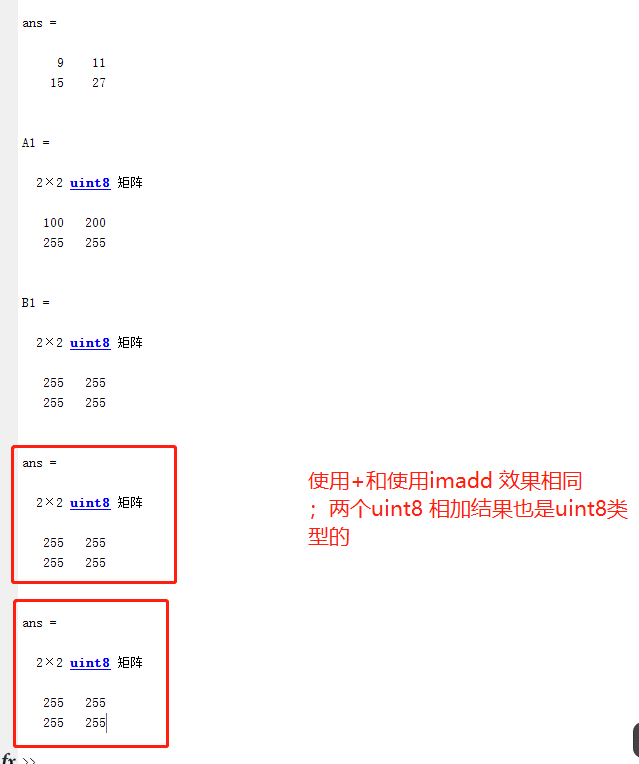 ans =
9 11
15 27
A1 =
2×2 uint8 矩阵
100 200
255 255
B1 =
2×2 uint8 矩阵
255 255
255 255
ans =
2×2 uint8 矩阵
255 255
255 255
使用+和使用imadd 效果相同
；两个uint8 相加结果也是uint8类
型的
ans =
2×2 uint8 矩阵
255 255
255 255
fx >>